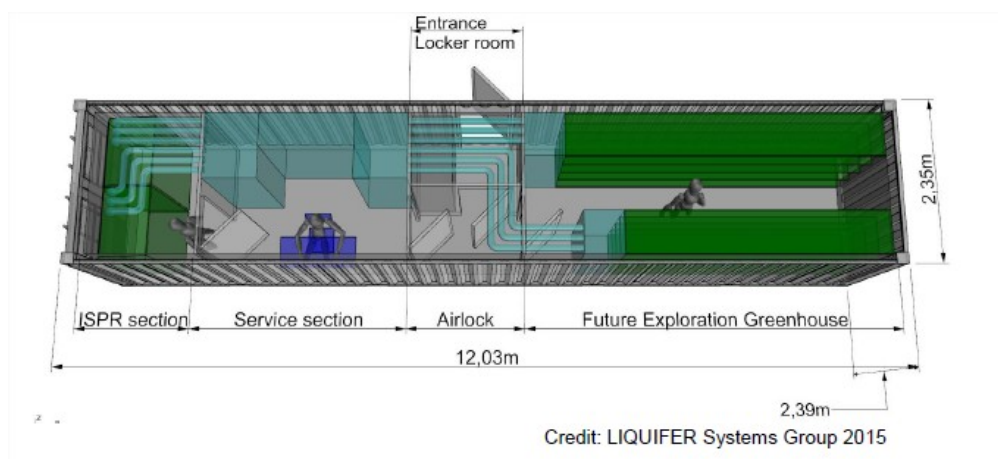 Entrance
Locker room
2,35m
ISPR section
Service section
Airlock
Future Exploration Greenhouse
12,03m
2,39m
Credit: LIQUIFER Systems Group 2015